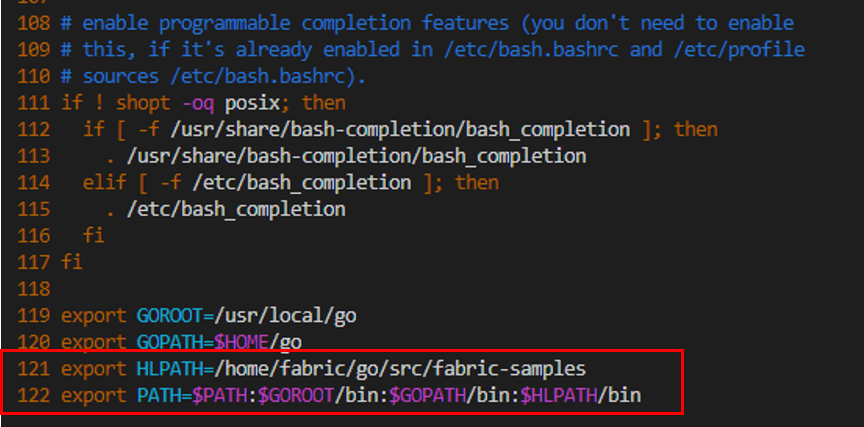 108 # enable programmable completion features (you don't need to enable
109 # this, if it's already enabled in /etc/bash.bashrc and /etc/profile
110 # sources /etc/bash.bashrc).
111 if ! shopt -oq posix; then
112   if [ -f /usr/share/bash-completion/bash_completion ]; then
113     . /usr/share/bash-completion/bash_completion
114   elif [ -f /etc/bash_completion ]; then
115     . /etc/bash_completion
116   fi
117 fi
118
119 export GOROOT=/usr/local/go
120 export GOPATH=$HOME/go
121 export HLPATH=/home/fabric/go/src/fabric-samples
122 export PATH=$PATH:$GOROOT/bin:$GOPATH/bin:$HLPATH/bin